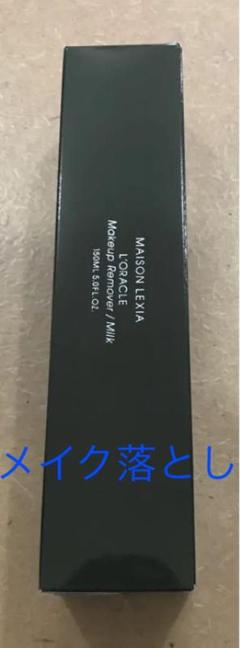 MAISON LEXIA
L'ORACLE
Makeup Remover / Milk
150ML 5.0FL.OZ.
メイク落とし